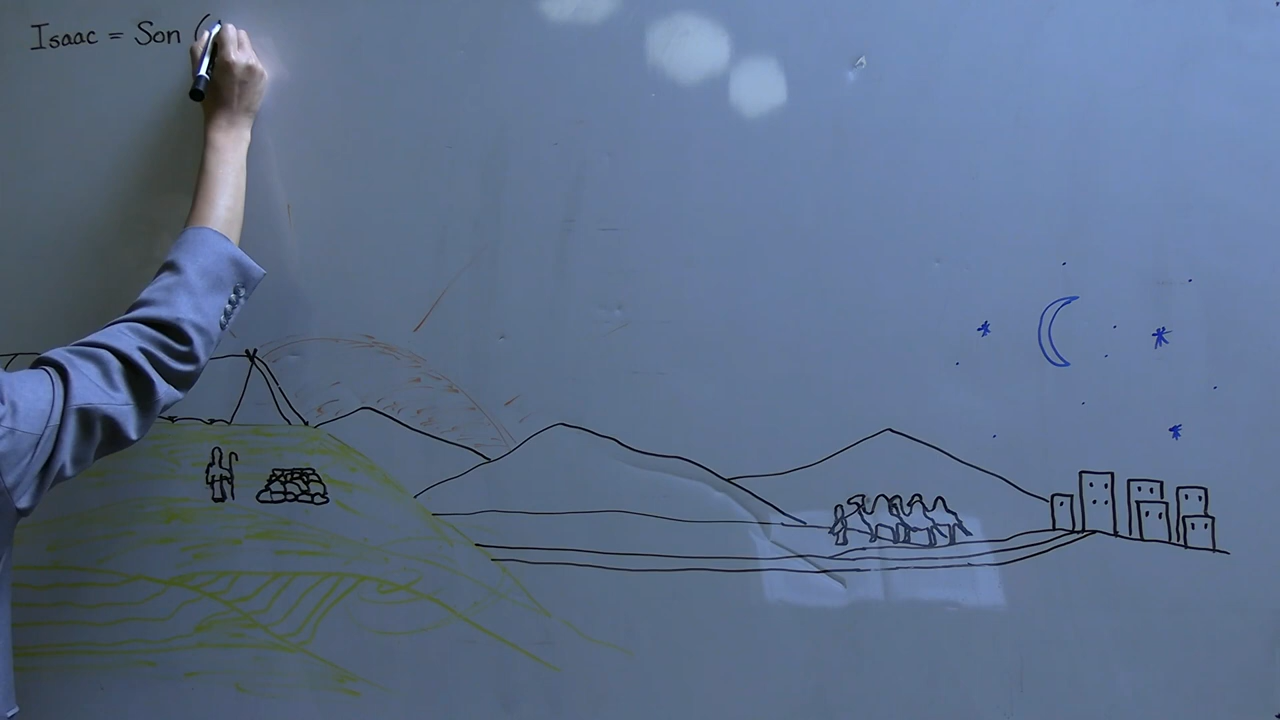 Isaac = Son (